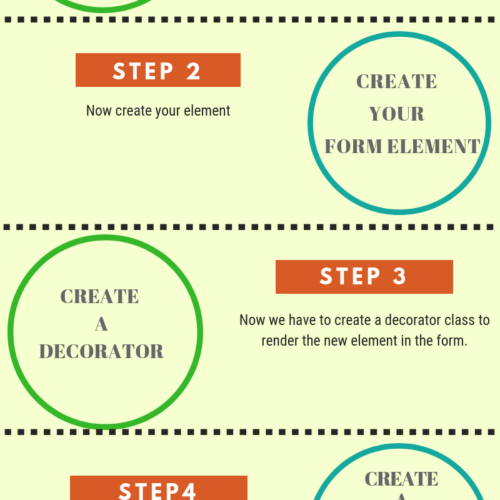 STEP 2
Now create your element
CREATE
YOUR
FORM ELEMENT
CREATE
A
DECORATOR
STEP 3
Now we have to create a decorator class to
render the new element in the form.
STEP4
CREATE
A